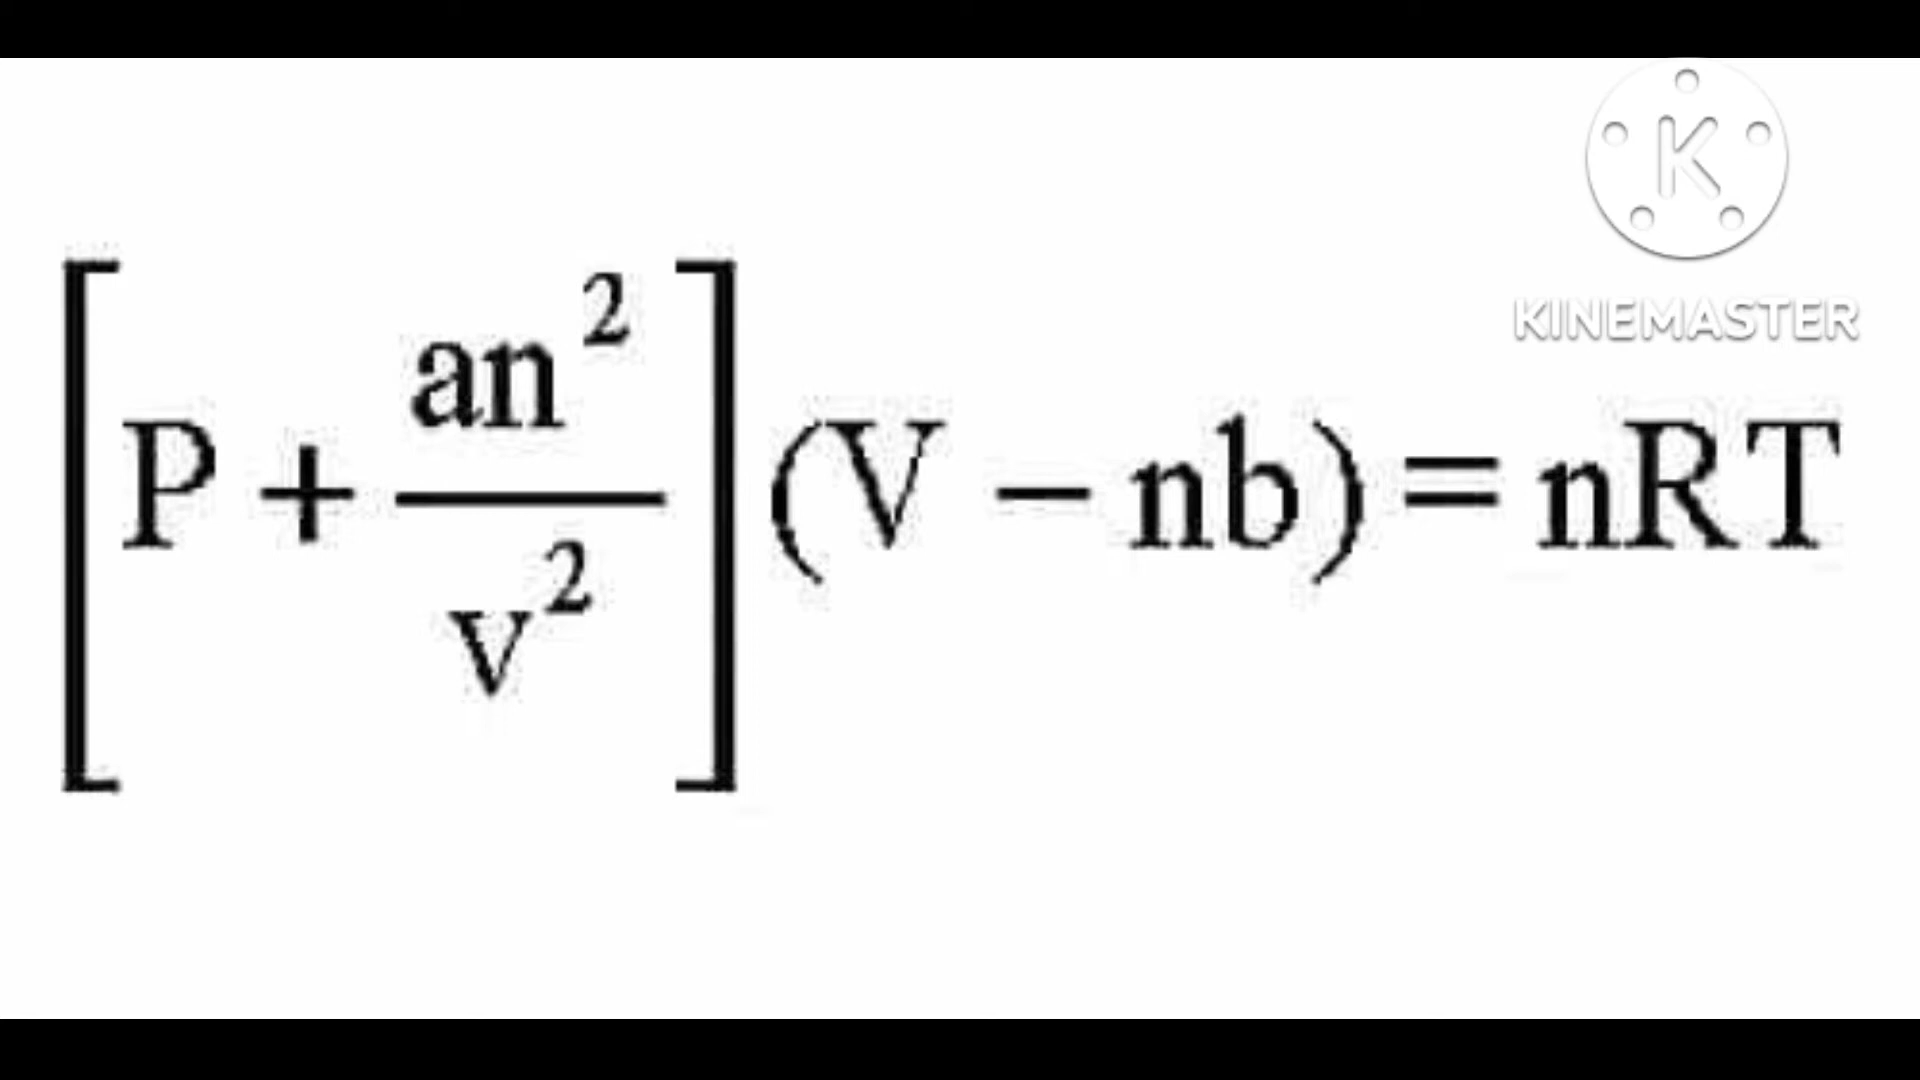 K
KINEMASTER
[P + an²/v²] (V − nb) = nRT